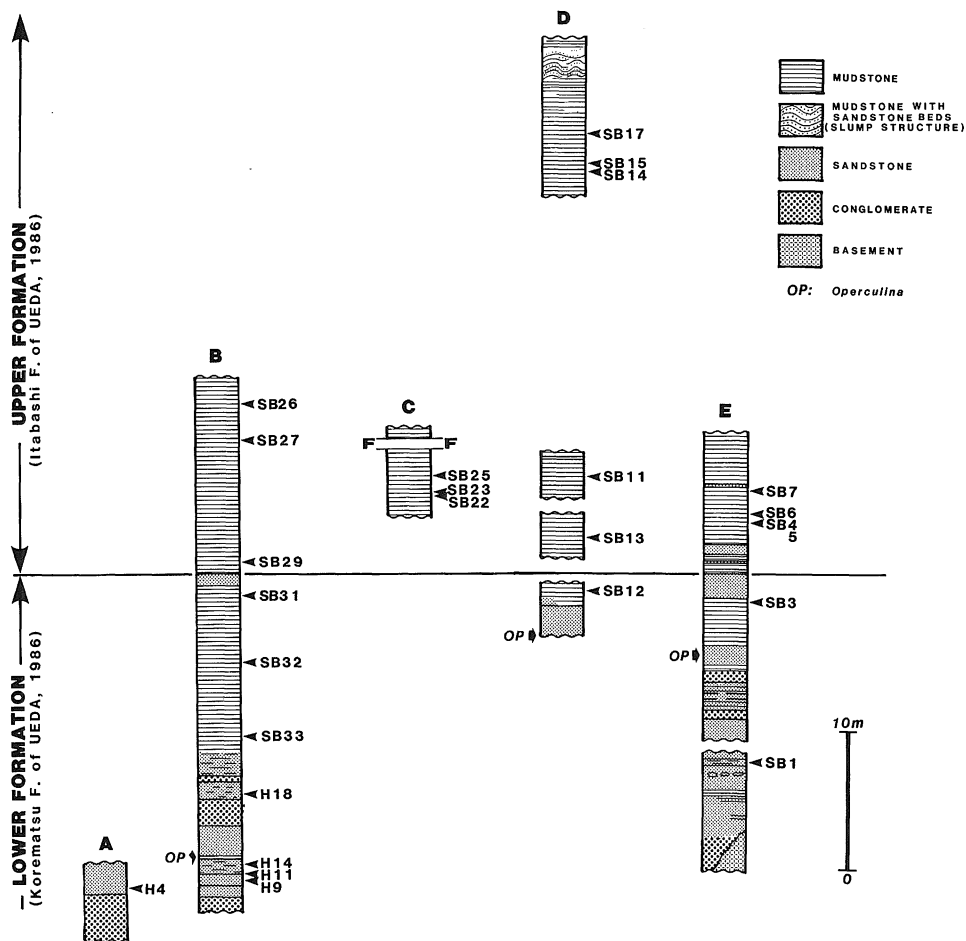 UPPER FORMATION
(Itabashi F. of UEDA, 1986)
LOWER FORMATION
(Korematsu F. of UEDA, 1986)
A
H4
B
SB26
SB27
SB29
SB31
SB32
SB33
H18
OP
H14
H11
H9
C
F F
SB25
SB23
SB22
D
SB17
SB15
SB14
SB11
SB13
SB12
OP
E
SB7
SB6
SB4
5
SB3
OP
SB1
MUDSTONE
MUDSTONE WITH
SANDSTONE BEDS
(SLUMP STRUCTURE)
SANDSTONE
CONGLOMERATE
BASEMENT
OP: Operculina
10m
0